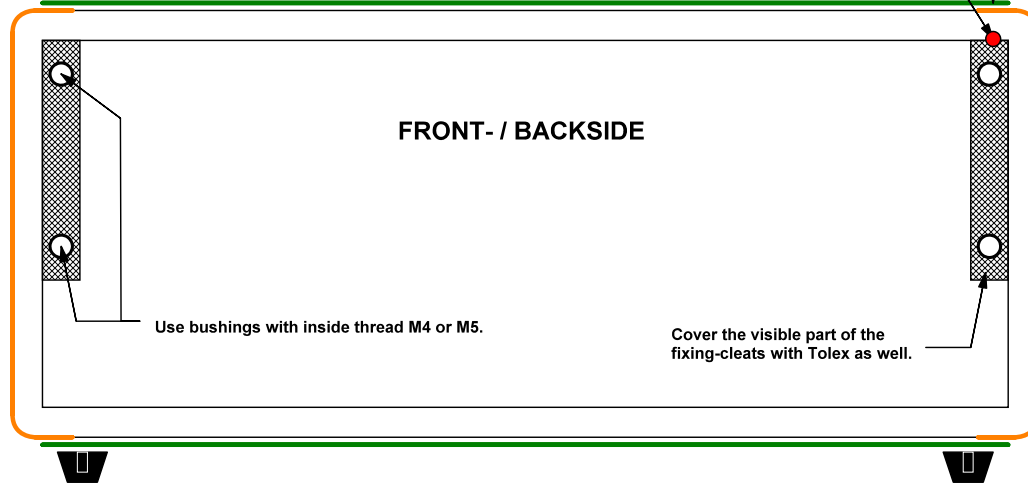 FRONT- / BACKSIDE
Use bushings with inside thread M4 or M5.
Cover the visible part of the
fixing-cleats with Tolex as well.